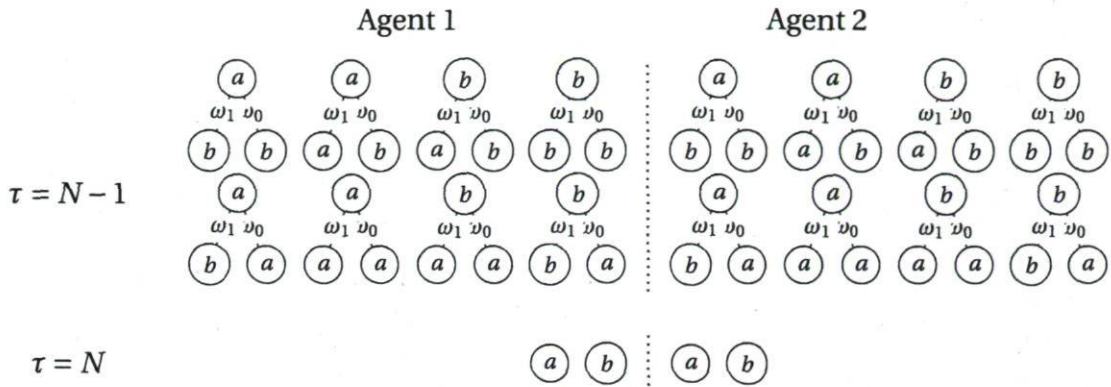 Agent 1 Agent 2
a a b b a a b b
ω₁ υ₀ ω₁ υ₀ ω₁ υ₀ ω₁ υ₀ ω₁ υ₀ ω₁ υ₀ ω₁ υ₀ ω₁ υ₀
b b a b a b b b b b a b a b b b
τ = N − 1
a a b b a a b b
ω₁ υ₀ ω₁ υ₀ ω₁ υ₀ ω₁ υ₀ ω₁ υ₀ ω₁ υ₀ ω₁ υ₀ ω₁ υ₀
b a a a a a b a b a a a a a b a
τ = N a b a b